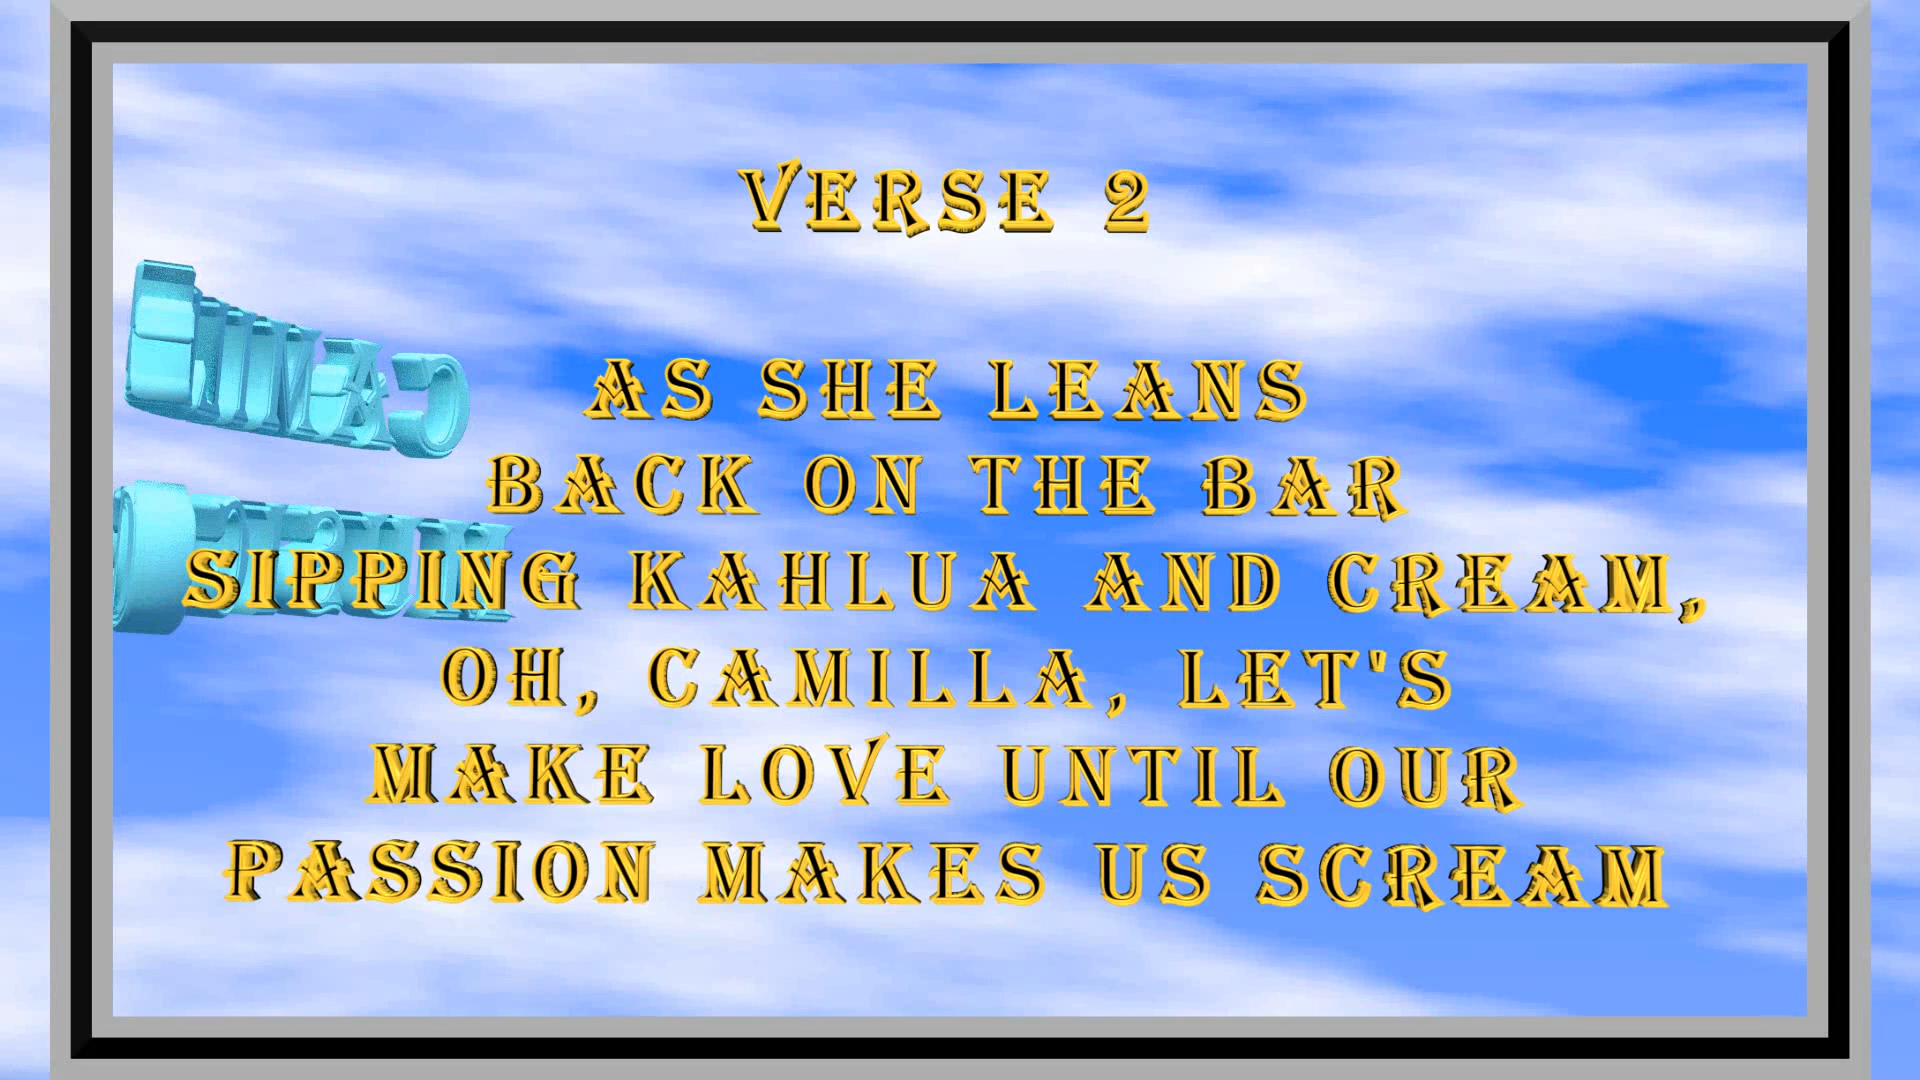 VERSE 2
AS SHE LEANS
BACK ON THE BAR
SIPPING KAHLUA AND CREAM,
OH, CAMILLA, LET'S
MAKE LOVE UNTIL OUR
PASSION MAKES US SCREAM